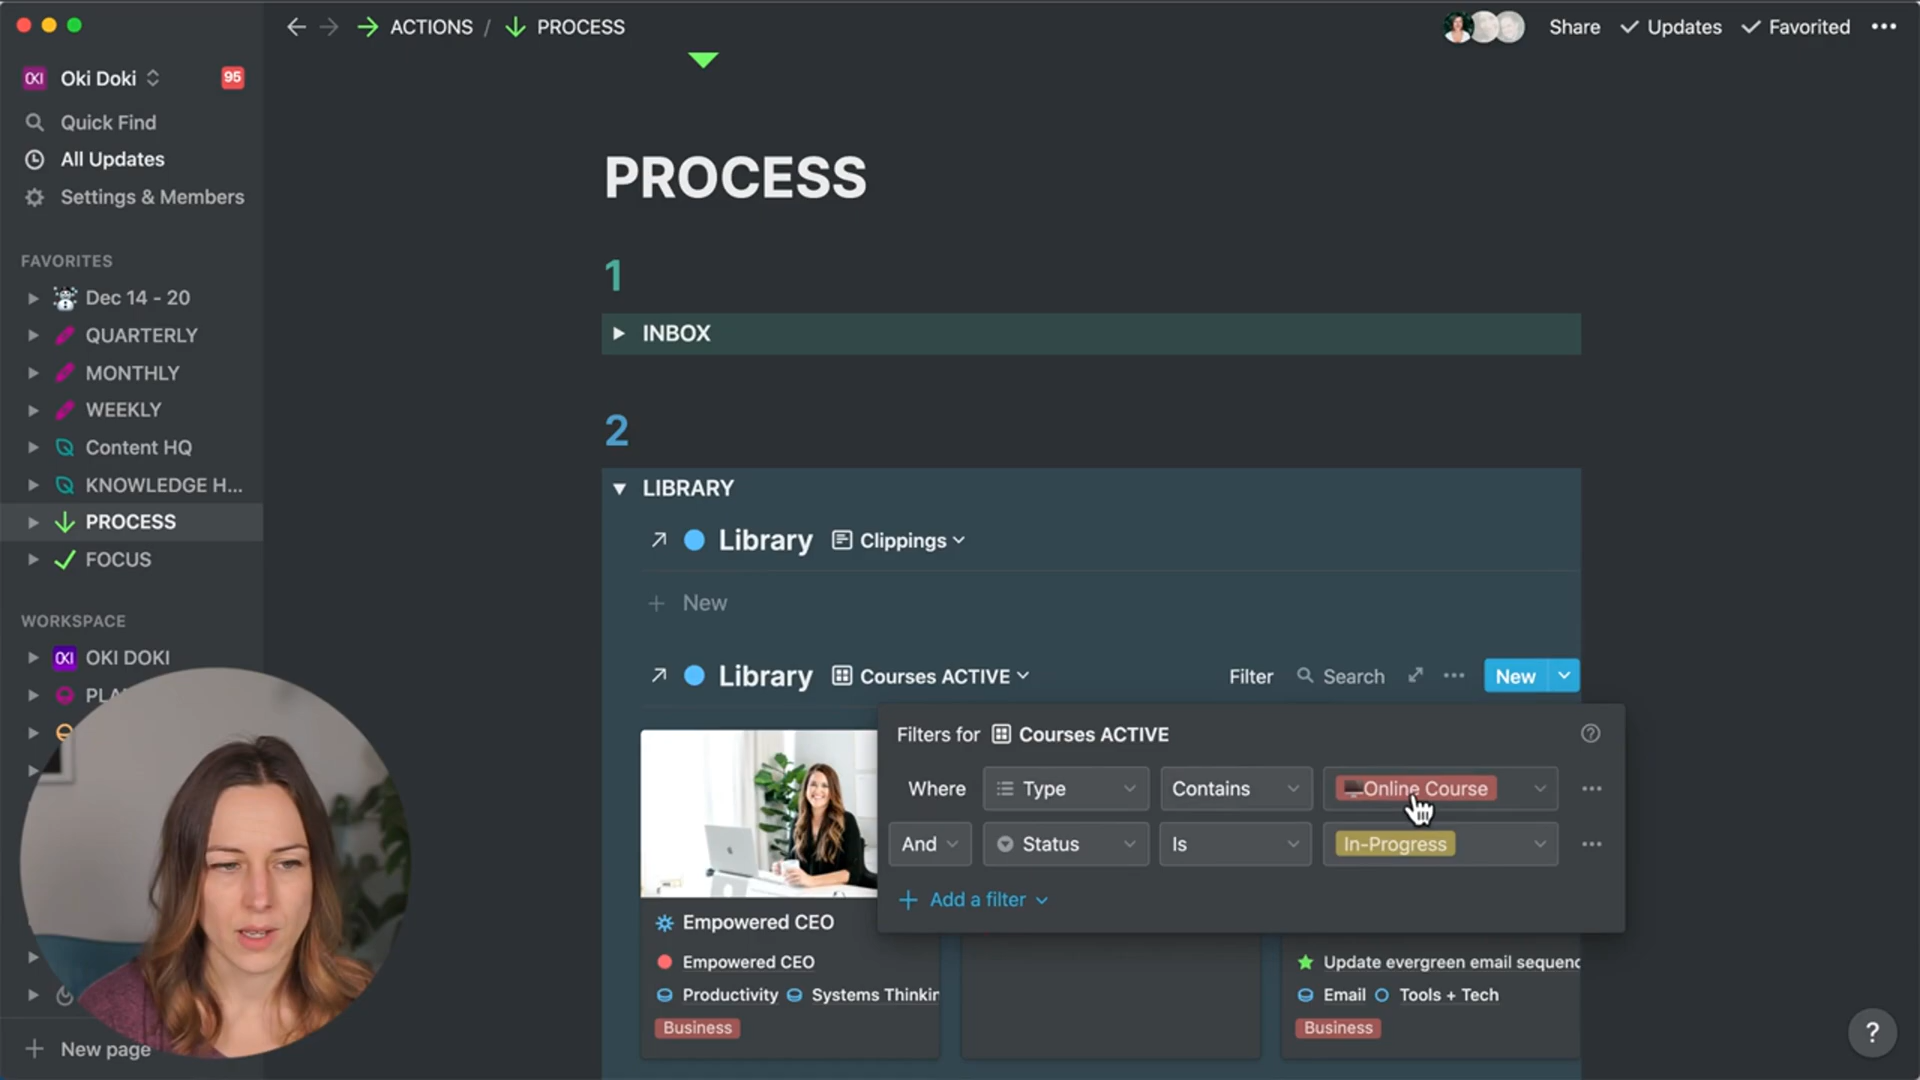 ACTIONS / PROCESS
Share Updates Favorited
OKI Oki Doki 95
Quick Find
All Updates
Settings & Members
FAVORITES
Dec 14 - 20
QUARTERLY
MONTHLY
WEEKLY
Content HQ
KNOWLEDGE H...
PROCESS
FOCUS
WORKSPACE
OKI OKI DOKI
New page
PROCESS
1
INBOX
2
LIBRARY
Library Clippings
New
Library Courses ACTIVE Filter Search New
Filters for Courses ACTIVE
Where Type Contains Online Course
And Status Is In-Progress
Add a filter
Empowered CEO
Empowered CEO
Productivity Systems Thinkin
Business
Update evergreen email sequenc
Email Tools + Tech
Business
?